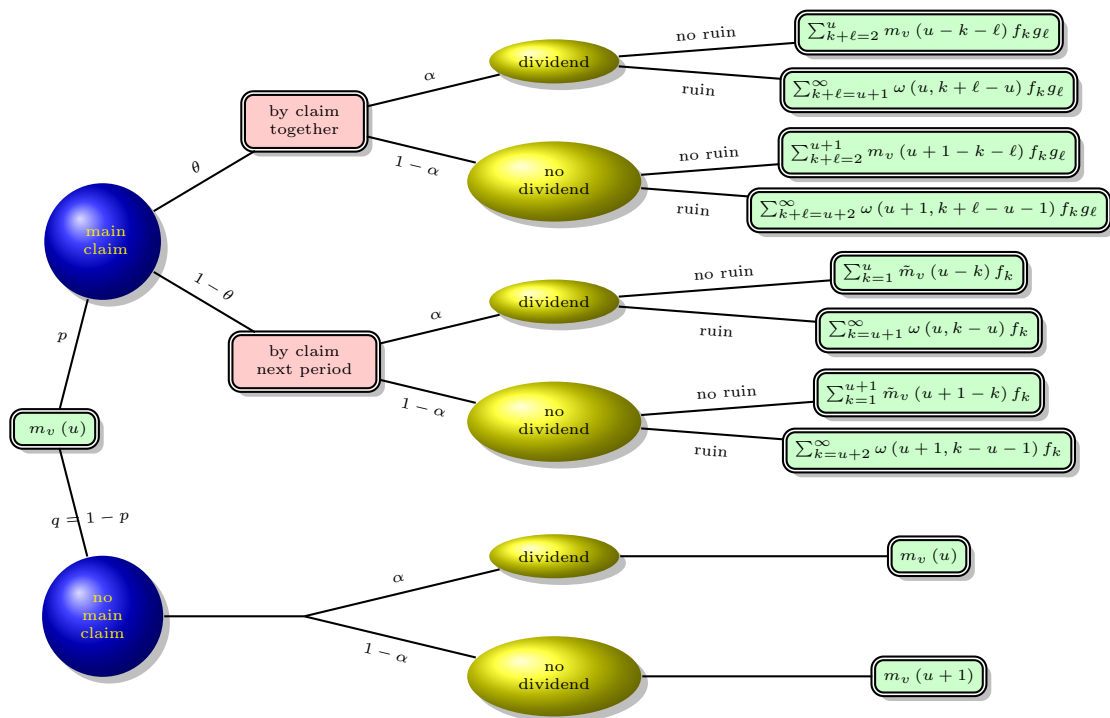 ∑_{k+ℓ=2}^{u} m_v (u − k − ℓ) f_k g_ℓ
no ruin
dividend
α
ruin
∑_{k+ℓ=u+1}^{∞} ω (u, k + ℓ − u) f_k g_ℓ
by claim
together
θ
1 − α
no ruin
∑_{k+ℓ=2}^{u+1} m_v (u + 1 − k − ℓ) f_k g_ℓ
no
dividend
ruin
∑_{k+ℓ=u+2}^{∞} ω (u + 1, k + ℓ − u − 1) f_k g_ℓ
main
claim
1 − θ
no ruin
∑_{k=1}^{u} m̃_v (u − k) f_k
dividend
α
ruin
∑_{k=u+1}^{∞} ω (u, k − u) f_k
p
by claim
next period
1 − α
no ruin
∑_{k=1}^{u+1} m̃_v (u + 1 − k) f_k
no
dividend
ruin
∑_{k=u+2}^{∞} ω (u + 1, k − u − 1) f_k
m_v (u)
q = 1 − p
no
main
claim
α
dividend
m_v (u)
1 − α
no
dividend
m_v (u + 1)